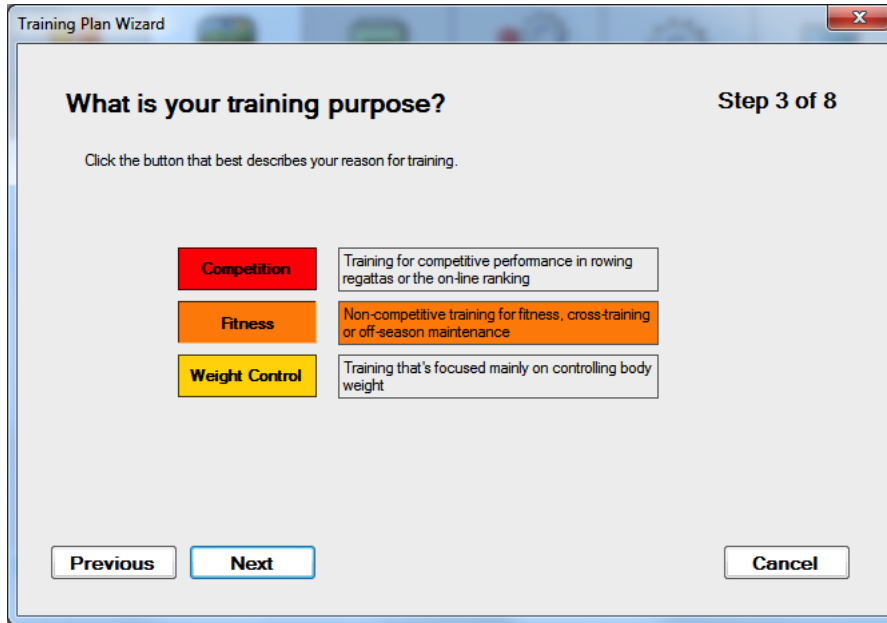 Training Plan Wizard
What is your training purpose?
Step 3 of 8
Click the button that best describes your reason for training.
Competition
Training for competitive performance in rowing
regattas or the on-line ranking
Fitness
Non-competitive training for fitness, cross-training
or off-season maintenance
Weight Control
Training that's focused mainly on controlling body
weight
Previous
Next
Cancel